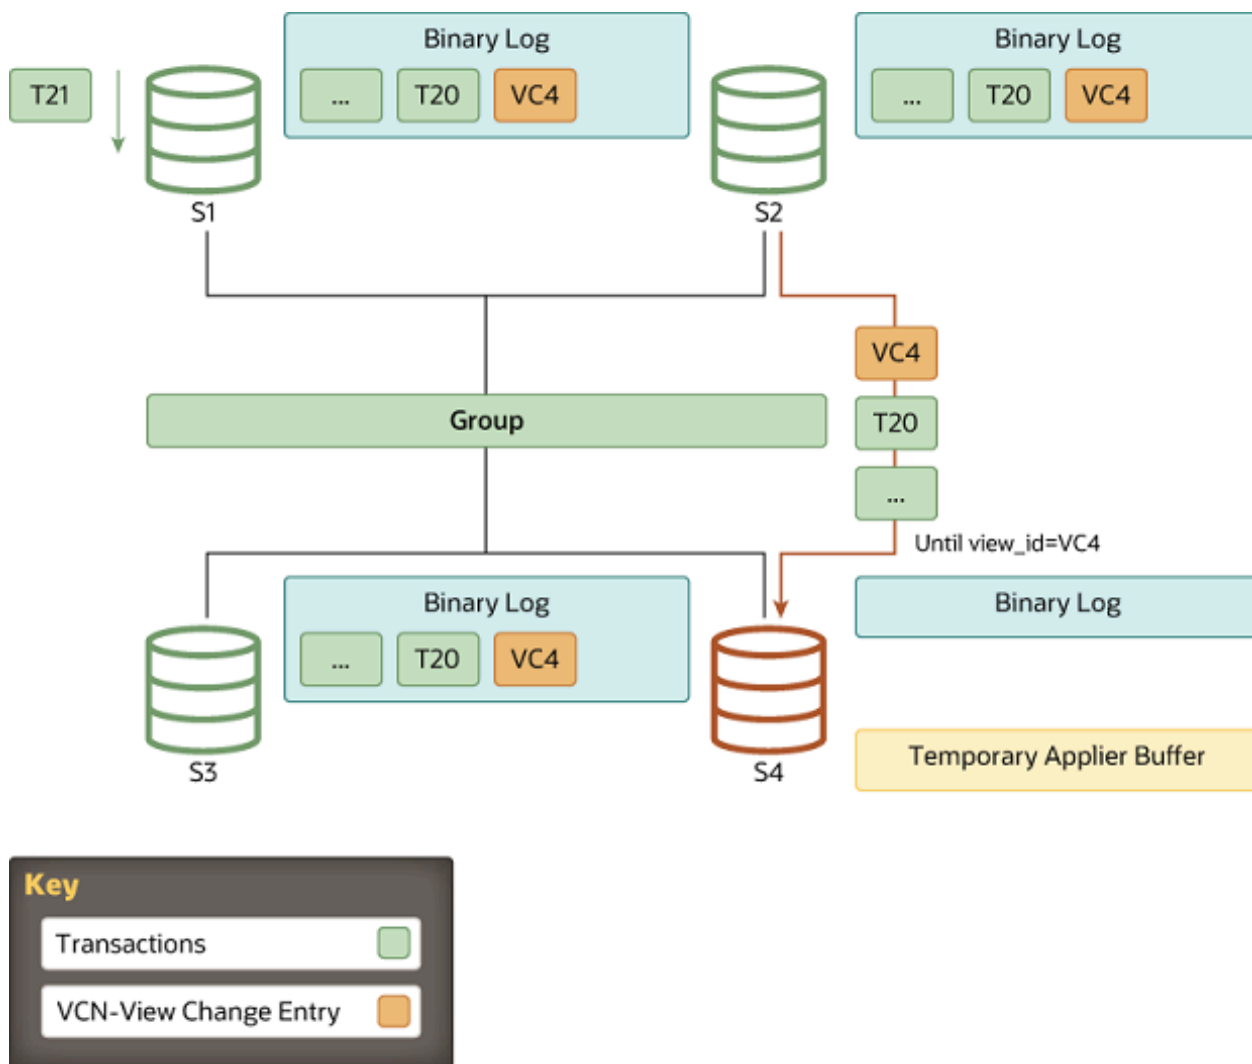 Binary Log
Binary Log
T21
...
T20
VC4
...
T20
VC4
S1
S2
VC4
Group
T20
...
Until view_id=VC4
Binary Log
Binary Log
...
T20
VC4
S3
S4
Temporary Applier Buffer
Key
Transactions
VCN-View Change Entry